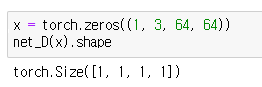 x = torch.zeros((1, 3, 64, 64))
net_D(x).shape
torch.Size([1, 1, 1, 1])